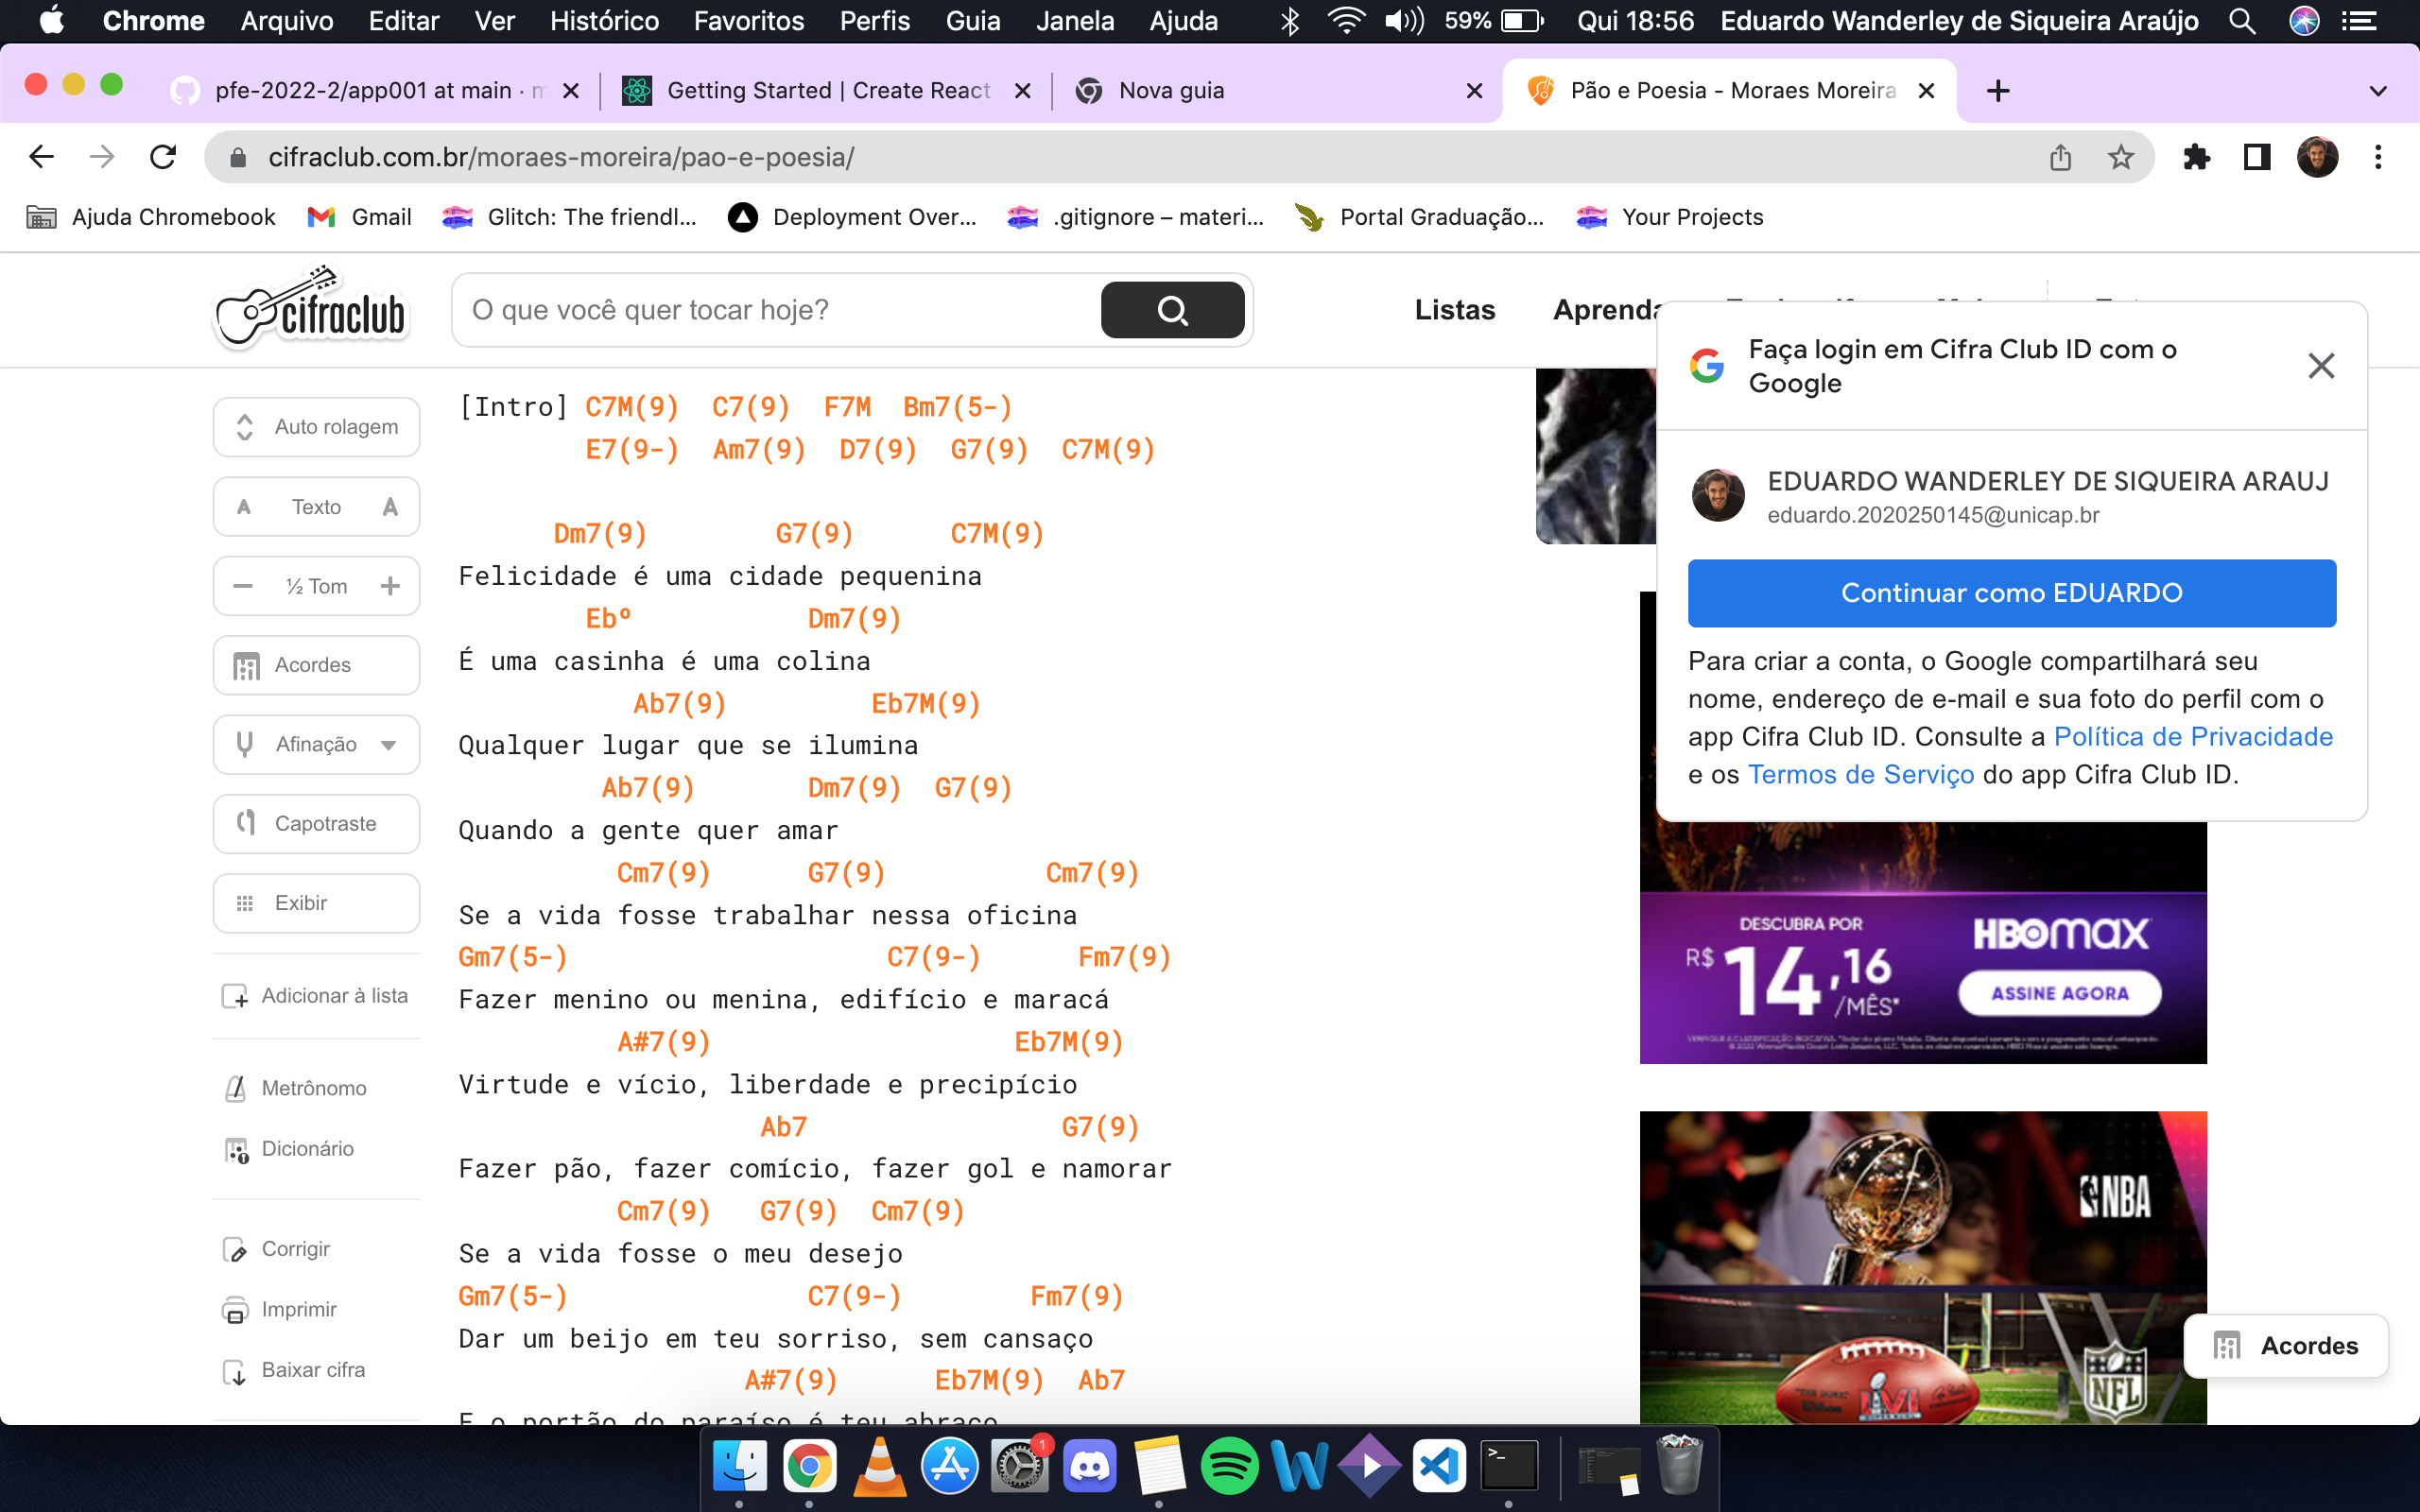 Chrome Arquivo Editar Ver Histórico Favoritos Perfis Guia Janela Ajuda 59% Qui 18:56 Eduardo Wanderley de Siqueira Araújo
pfe-2022-2/app001 at main · Getting Started | Create React Nova guia Pão e Poesia - Moraes Moreira
cifraclub.com.br/moraes-moreira/pao-e-poesia/
Ajuda Chromebook Gmail Glitch: The friendl... Deployment Over... .gitignore – materi... Portal Graduação... Your Projects
cifraclub O que você quer tocar hoje? Listas Aprenda
Faça login em Cifra Club ID com o
Google
EDUARDO WANDERLEY DE SIQUEIRA ARAUJ
eduardo.2020250145@unicap.br
Continuar como EDUARDO
Para criar a conta, o Google compartilhará seu
nome, endereço de e-mail e sua foto do perfil com o
app Cifra Club ID. Consulte a Política de Privacidade
e os Termos de Serviço do app Cifra Club ID.
Auto rolagem
A Texto A
½ Tom
Acordes
Afinação
Capotraste
Exibir
Adicionar à lista
Metrônomo
Dicionário
Corrigir
Imprimir
Baixar cifra
[Intro] C7M(9) C7(9) F7M Bm7(5-)
E7(9-) Am7(9) D7(9) G7(9) C7M(9)
Dm7(9) G7(9) C7M(9)
Felicidade é uma cidade pequenina
Ebº Dm7(9)
É uma casinha é uma colina
Ab7(9) Eb7M(9)
Qualquer lugar que se ilumina
Ab7(9) Dm7(9) G7(9)
Quando a gente quer amar
Cm7(9) G7(9) Cm7(9)
Se a vida fosse trabalhar nessa oficina
Gm7(5-) C7(9-) Fm7(9)
Fazer menino ou menina, edifício e maracá
A#7(9) Eb7M(9)
Virtude e vício, liberdade e precipício
Ab7 G7(9)
Fazer pão, fazer comício, fazer gol e namorar
Cm7(9) G7(9) Cm7(9)
Se a vida fosse o meu desejo
Gm7(5-) C7(9-) Fm7(9)
Dar um beijo em teu sorriso, sem cansaço
A#7(9) Eb7M(9) Ab7
E o portão do paraíso é teu abraço
DESCUBRA POR
R$ 14,16 /MÊS*
HBOMAX
ASSINE AGORA
NBA
LVI
NFL
Acordes
1